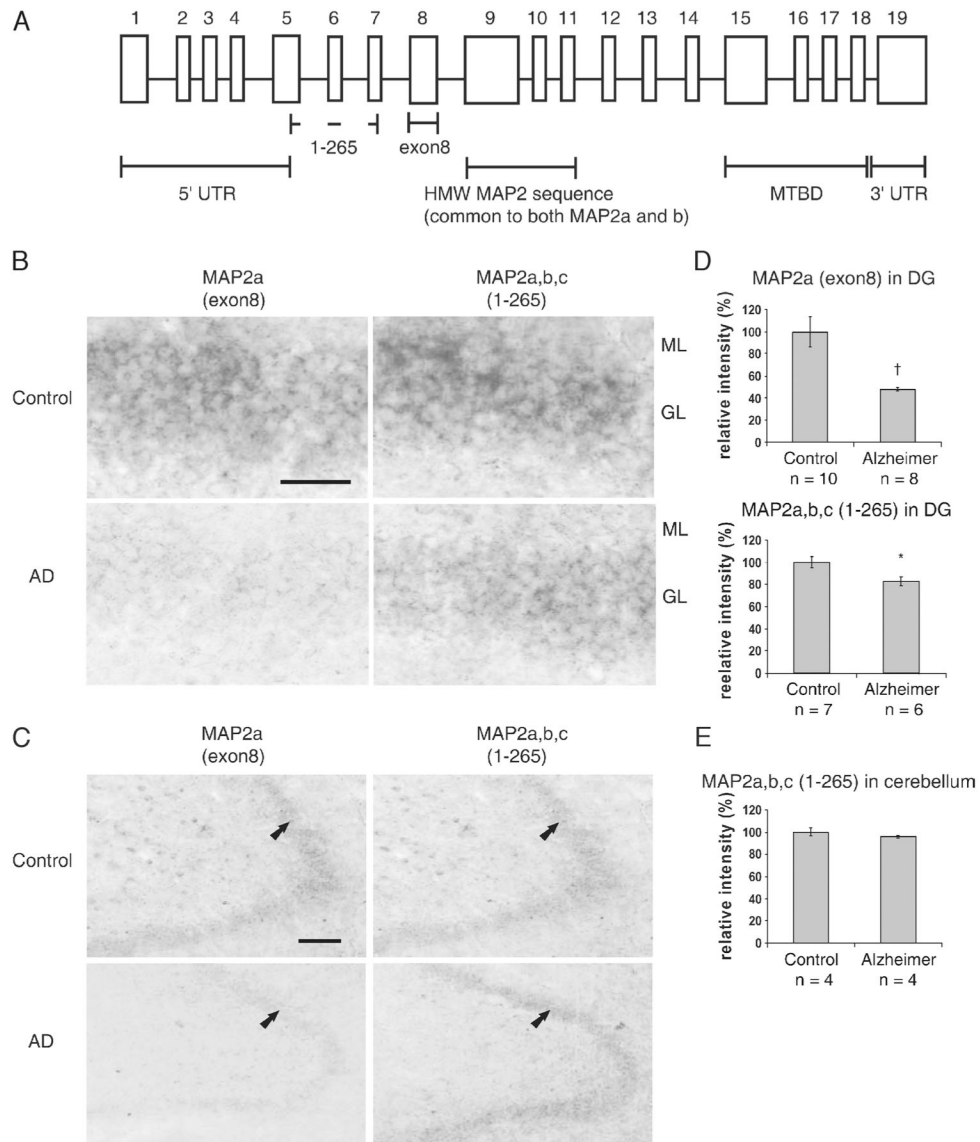 A
1 2 3 4 5 6 7 8 9 10 11 12 13 14 15 16 17 18 19
1-265
exon8
5' UTR
HMW MAP2 sequence
(common to both MAP2a and b)
MTBD
3' UTR
B
MAP2a
(exon8)
MAP2a,b,c
(1-265)
Control
ML
GL
AD
ML
GL
C
MAP2a
(exon8)
MAP2a,b,c
(1-265)
Control
AD
D
MAP2a (exon8) in DG
relative intensity (%)
120
100
80
60
40
20
0
†
Control
n = 10
Alzheimer
n = 8
MAP2a,b,c (1-265) in DG
reelative intensity (%)
120
100
80
60
40
120
0
*
Control
n = 7
Alzheimer
n = 6
E
MAP2a,b,c (1-265) in cerebellum
relative intensity (%)
120
100
80
60
40
20
0
Control
n = 4
Alzheimer
n = 4